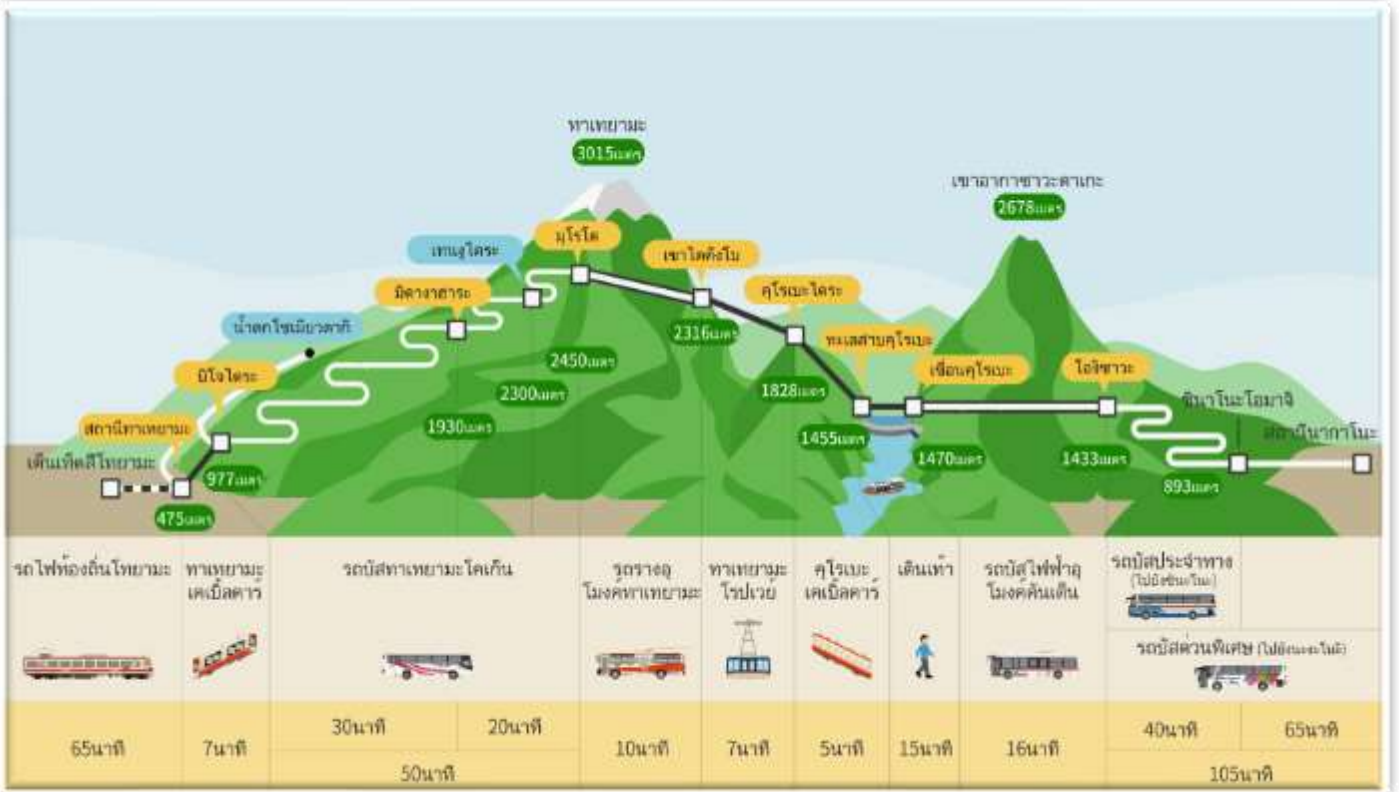 ทาเทยามะ
3015เมตร
เขาอากาซาวะดาเกะ
2678เมตร
มุโรโด
เทนงูไดระ
เขาไดคังโบ
มิดางาฮาระ
คุโรเบะไดระ
น้ำตกโชเมียวดากิ
2316เมตร
ทะเลสาบคุโรเบะ
2450เมตร
บิโจไดระ
เขื่อนคุโรเบะ
โอกิซาวะ
1828เมตร
2300เมตร
ชินาโนะโอมาจิ
สถานีทาเทยามะ
1930เมตร
สถานีนากาโนะ
1455เมตร
1470เมตร
1433เมตร
เด็นเท็ตสึโทยามะ
977เมตร
893เมตร
475เมตร
รถไฟท้องถิ่นโทยามะ
ทาเทยามะ
เคเบิ้ลคาร์
รถบัสทาเทยามะโคเก็น
รถรางอุ
โมงค์ทาเทยามะ
ทาเทยามะ
โรปเวย์
คุโรเบะ
เคเบิ้ลคาร์
เดินเท้า
รถบัสไฟฟ้าอุ
โมงค์คันเด็น
รถบัสประจำทาง
รถบัสด่วนพิเศษ
65นาที
7นาที
30นาที
20นาที
50นาที
10นาที
7นาที
5นาที
15นาที
16นาที
40นาที
65นาที
105นาที